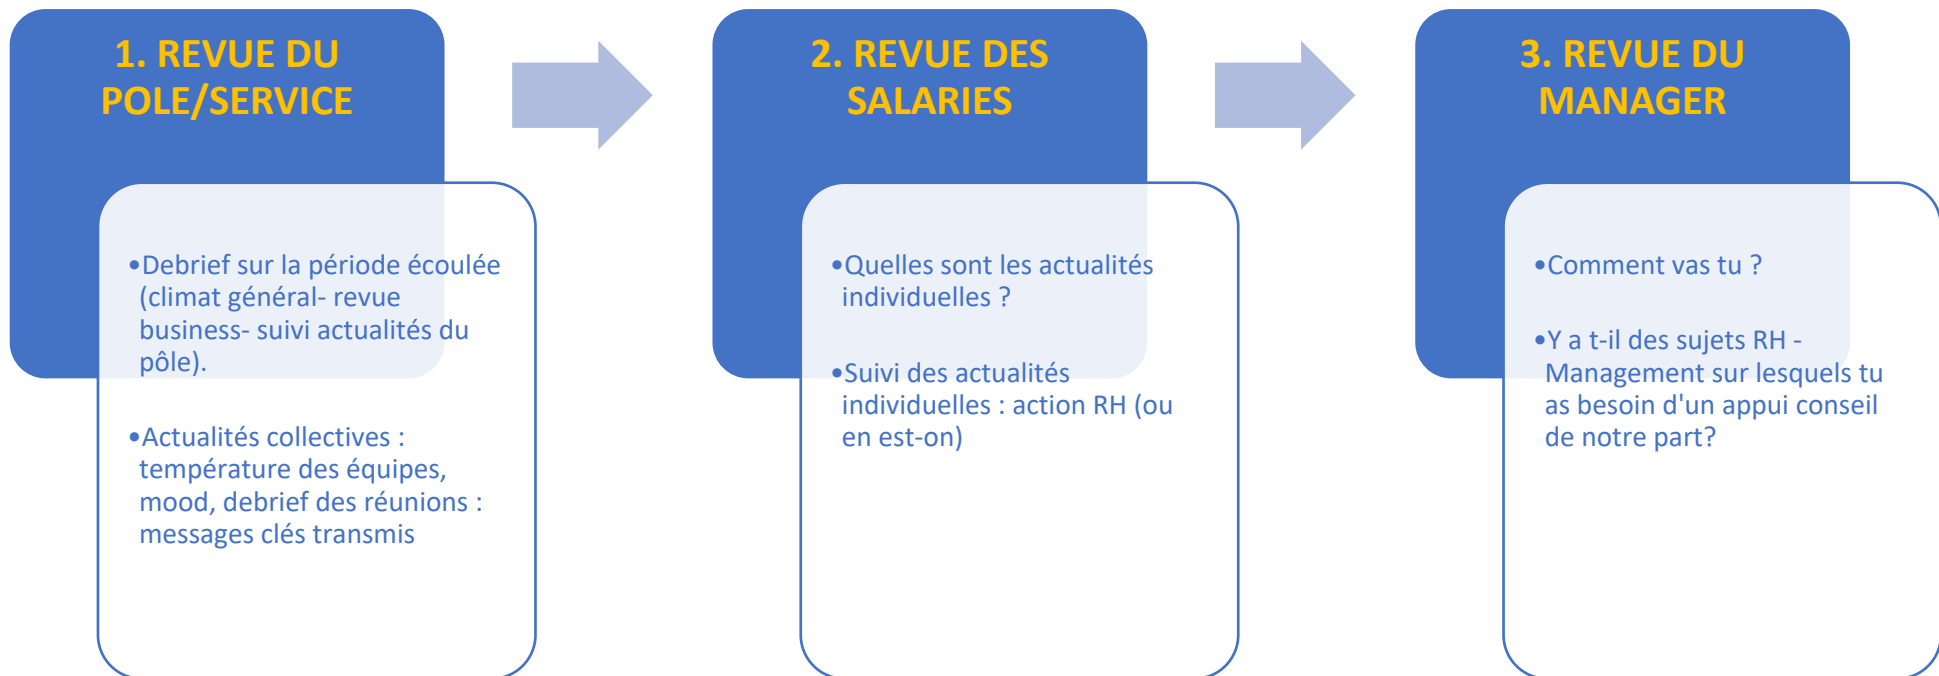 1. REVUE DU
POLE/SERVICE
•Debrief sur la période écoulée
(climat général- revue
business- suivi actualités du
pôle).
•Actualités collectives :
température des équipes,
mood, debrief des réunions :
messages clés transmis
2. REVUE DES
SALARIES
•Quelles sont les actualités
individuelles ?
•Suivi des actualités
individuelles : action RH (ou
en est-on)
3. REVUE DU
MANAGER
•Comment vas tu ?
•Y a t-il des sujets RH -
Management sur lesquels tu
as besoin d'un appui conseil
de notre part?